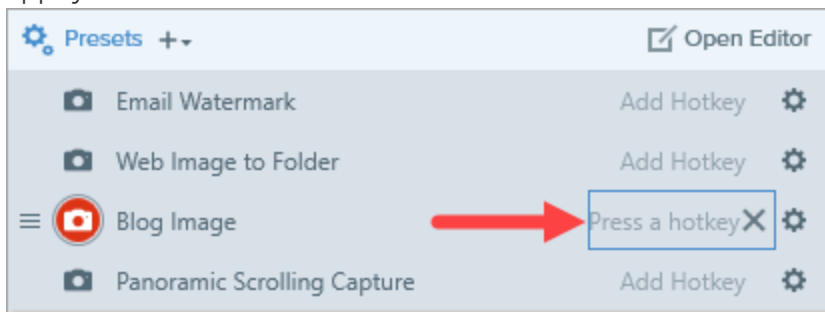 Presets
Open Editor
Email Watermark Add Hotkey
Web Image to Folder Add Hotkey
Blog Image Press a hotkey
Panoramic Scrolling Capture Add Hotkey